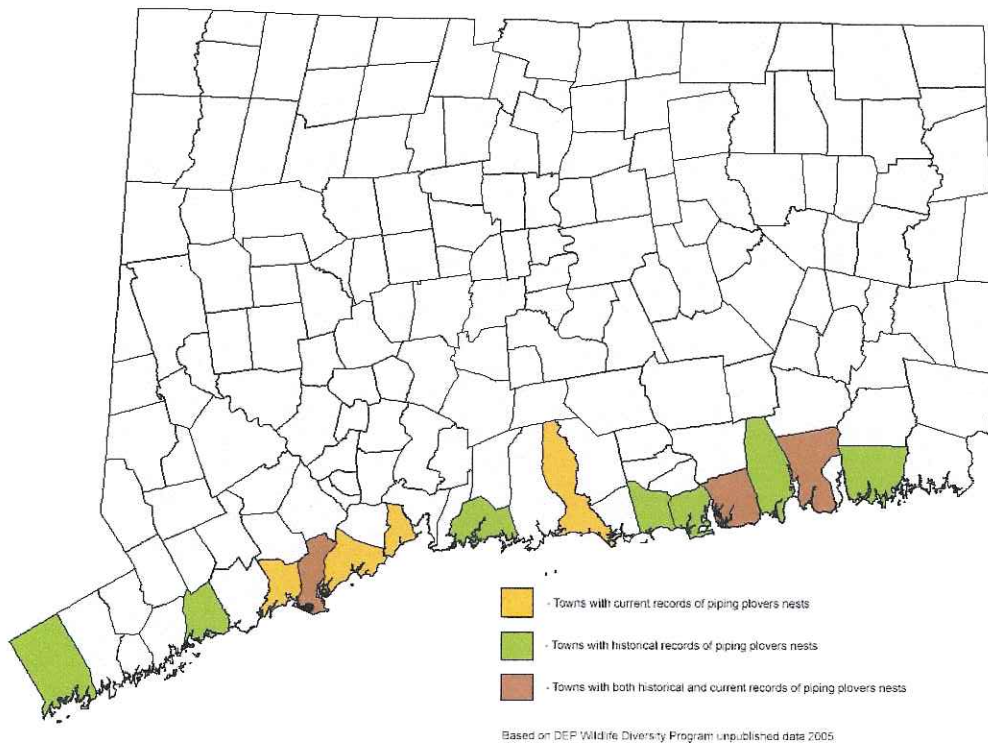 - Towns with current records of piping plovers nests
- Towns with historical records of piping plovers nests
- Towns with both historical and current records of piping plovers nests
Based on DEP Wildlife Diversity Program unpublished data 2005